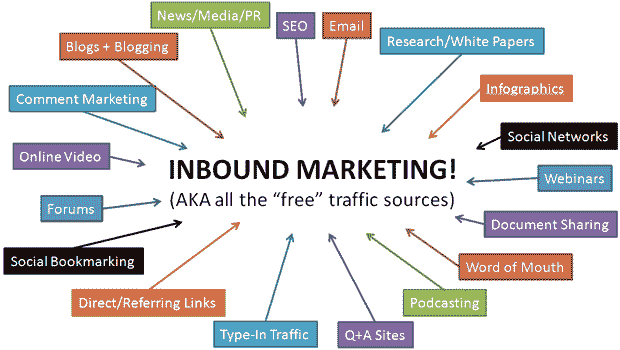 News/Media/PR
SEO
Email
Blogs + Blogging
Research/White Papers
Comment Marketing
Infographics
Social Networks
Online Video
INBOUND MARKETING!
Webinars
(AKA all the “free” traffic sources)
Forums
Document Sharing
Social Bookmarking
Word of Mouth
Direct/Referring Links
Podcasting
Type-In Traffic
Q+A Sites